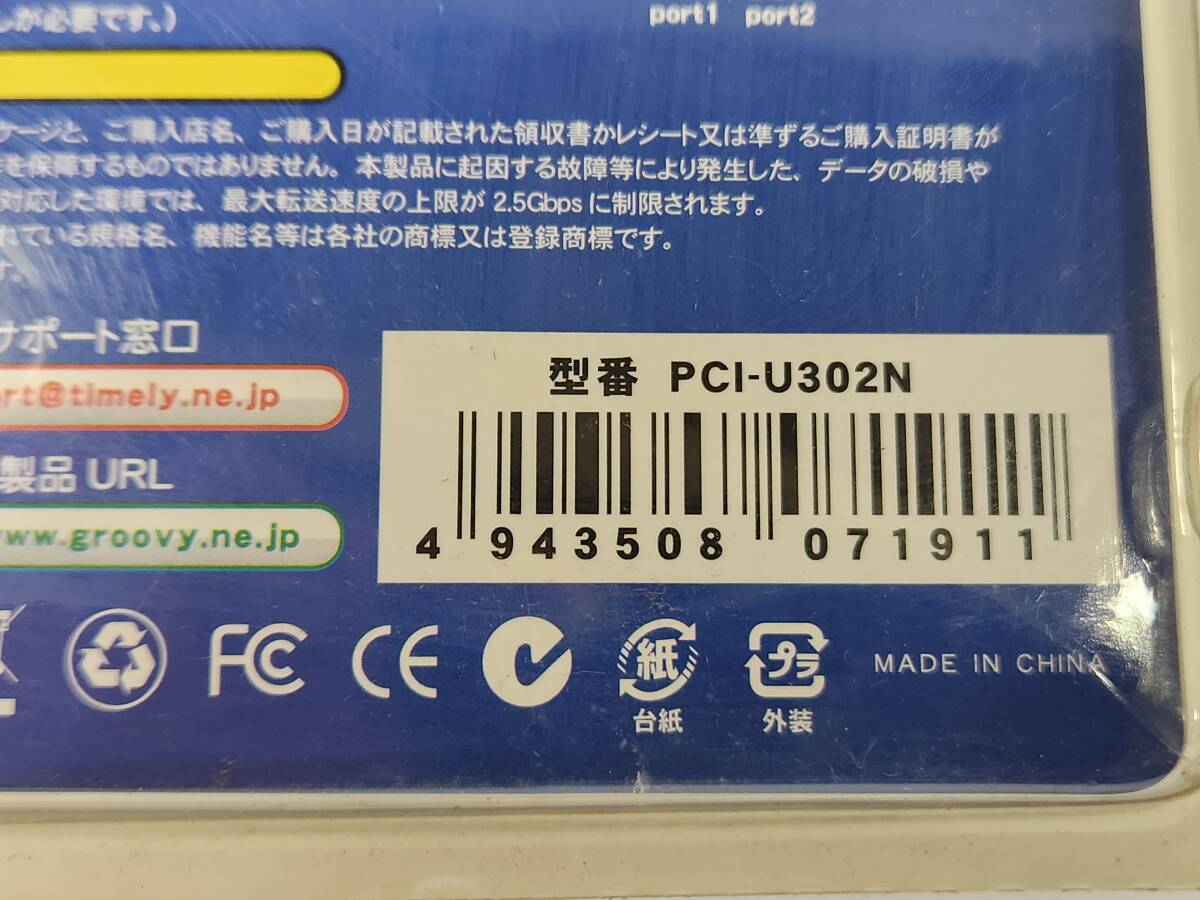 しが必要です。)
port1 port2
ケージと、ご購入店名、ご購入日が記載された領収書かレシート又は準ずるご購入証明書が
を保障するものではありません。本製品に起因する故障等により発生した、データの破損や
対応した環境では、最大転送速度の上限が 2.5Gbps に制限されます。
れている規格名、機能名等は各社の商標又は登録商標です。
す。
サポート窓口
rt@timely.ne.jp
製品 URL
www.groovy.ne.jp
型番 PCI-U302N
4 943508 071911
FC CE 紙 プラ MADE IN CHINA
台紙 外装